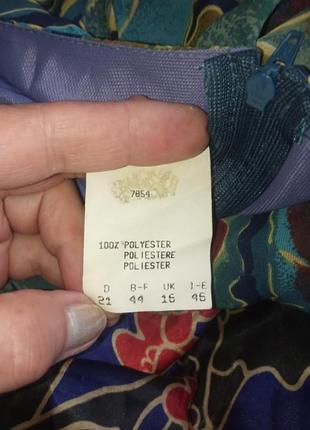 7854
100% POLYESTER
POLIESTERE
POLIESTER
D B-F UK I-E
21 44 16 46